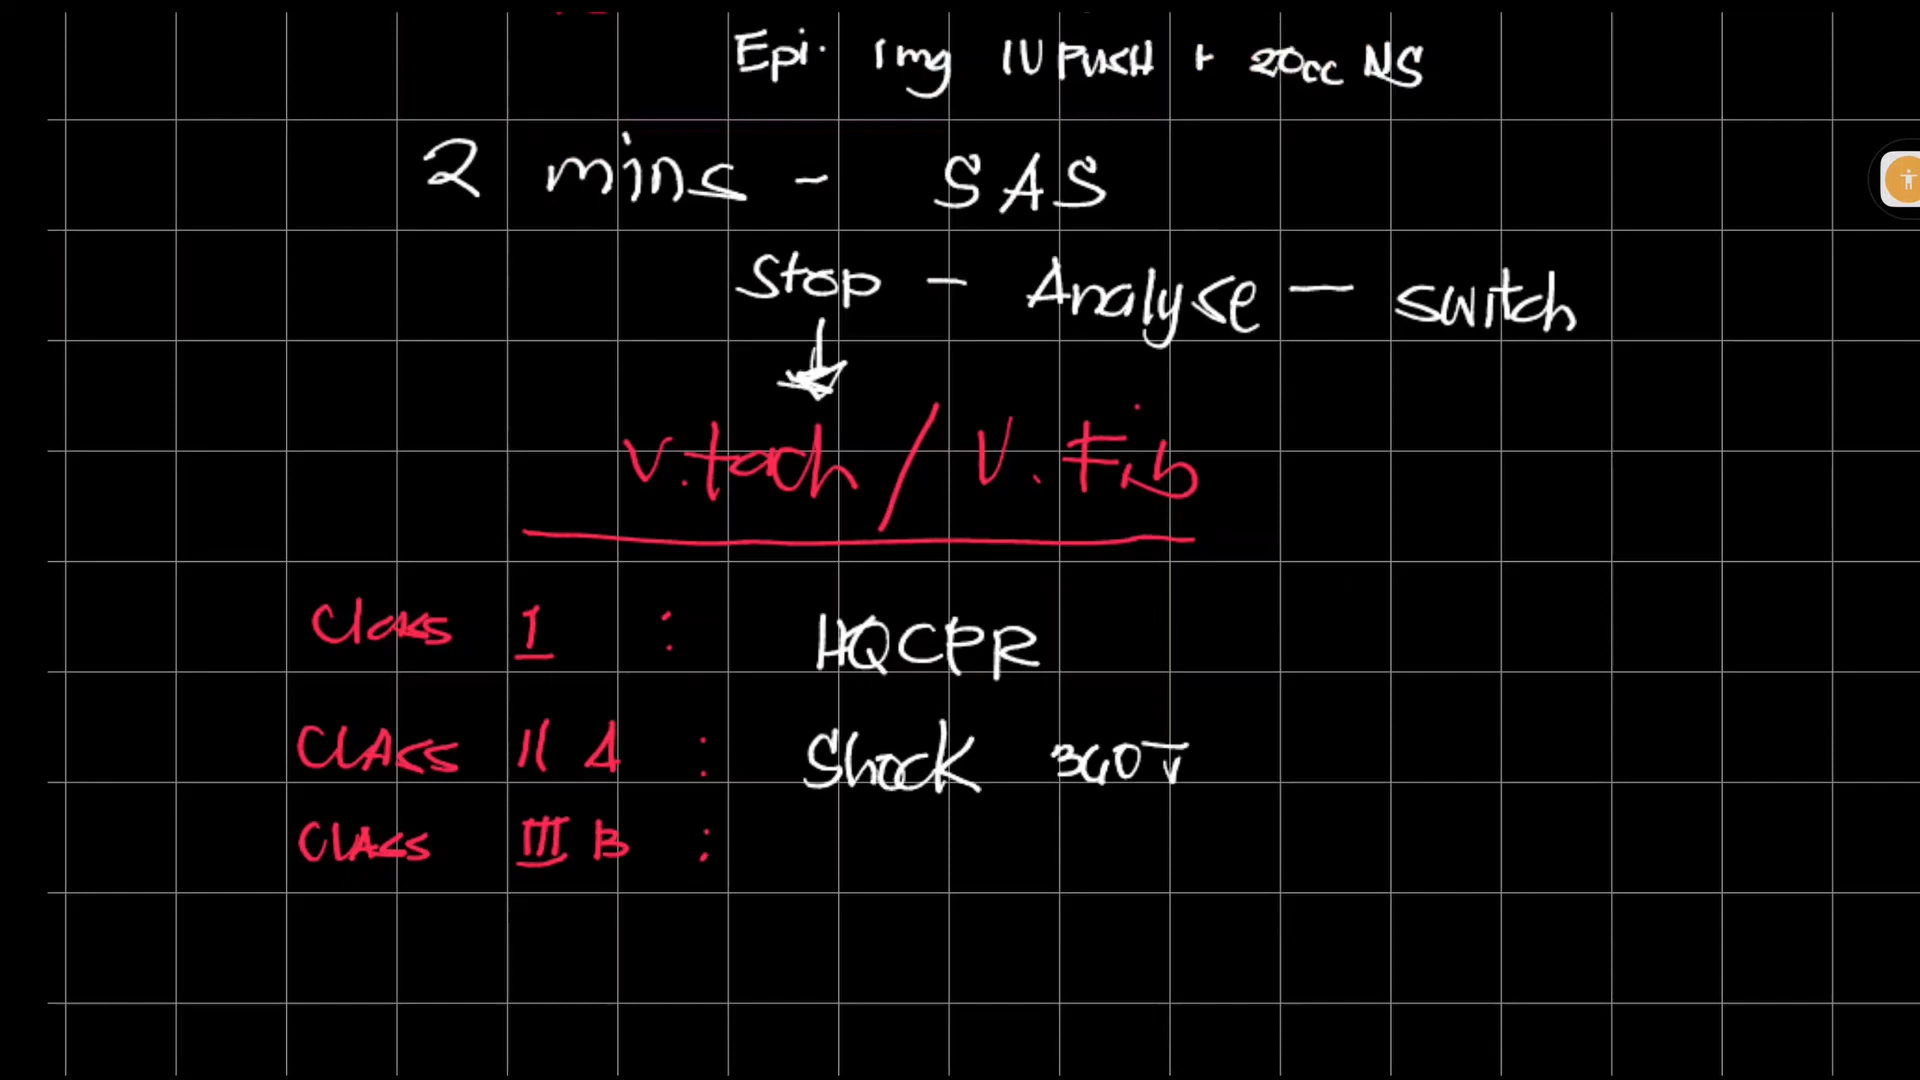 Epi. 1mg IV PUSH + 20cc NS
2 mins - SAS
Stop - Analyse - switch
V.tach / V.Fib
Class I : HQCPR
CLASS II A : Shock 360J
CLASS III B :